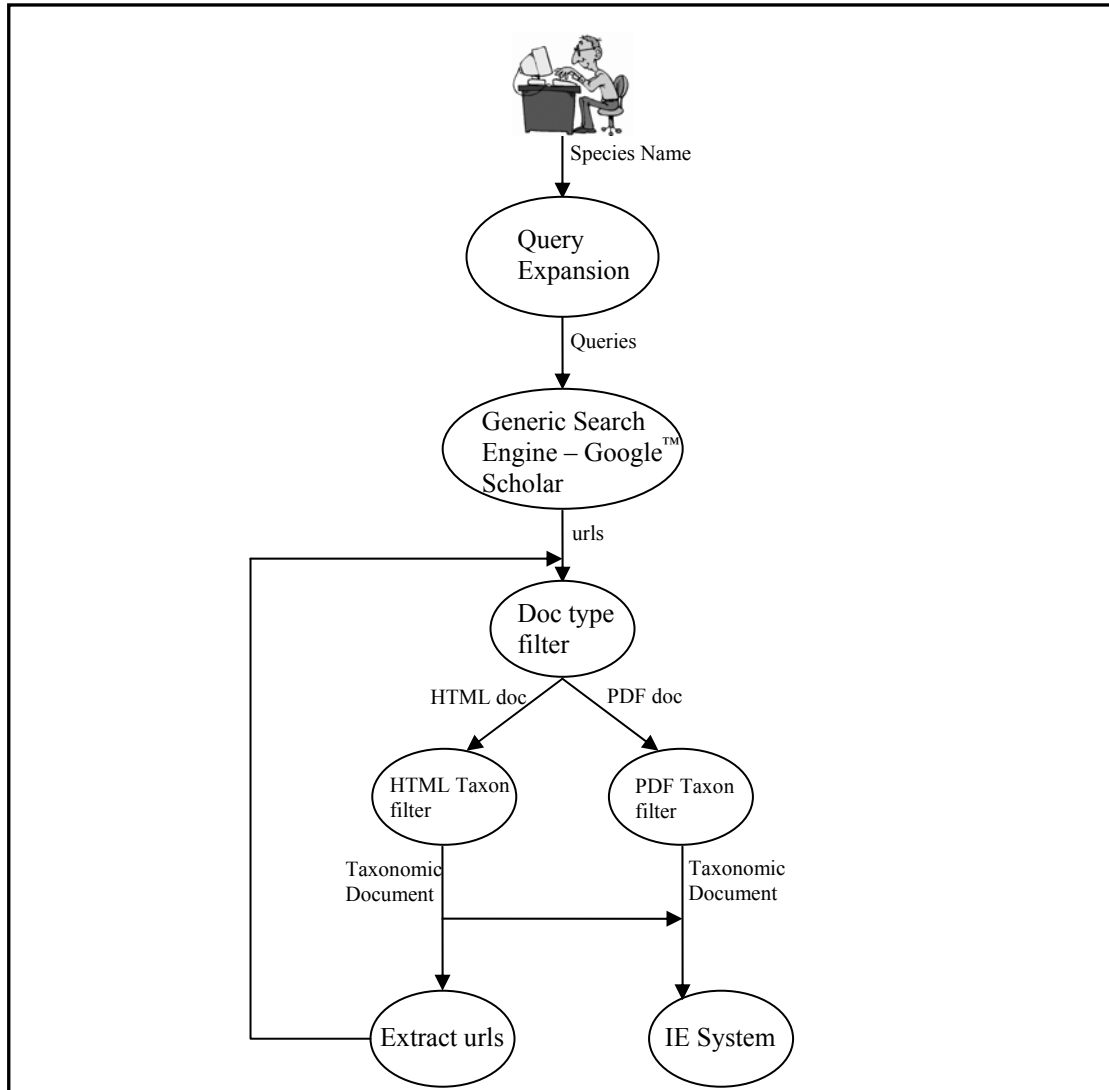 Species Name
Query
Expansion
Queries
Generic Search
Engine – Google™
Scholar
urls
Doc type
filter
HTML doc
PDF doc
HTML Taxon
filter
PDF Taxon
filter
Taxonomic
Document
Taxonomic
Document
Extract urls
IE System